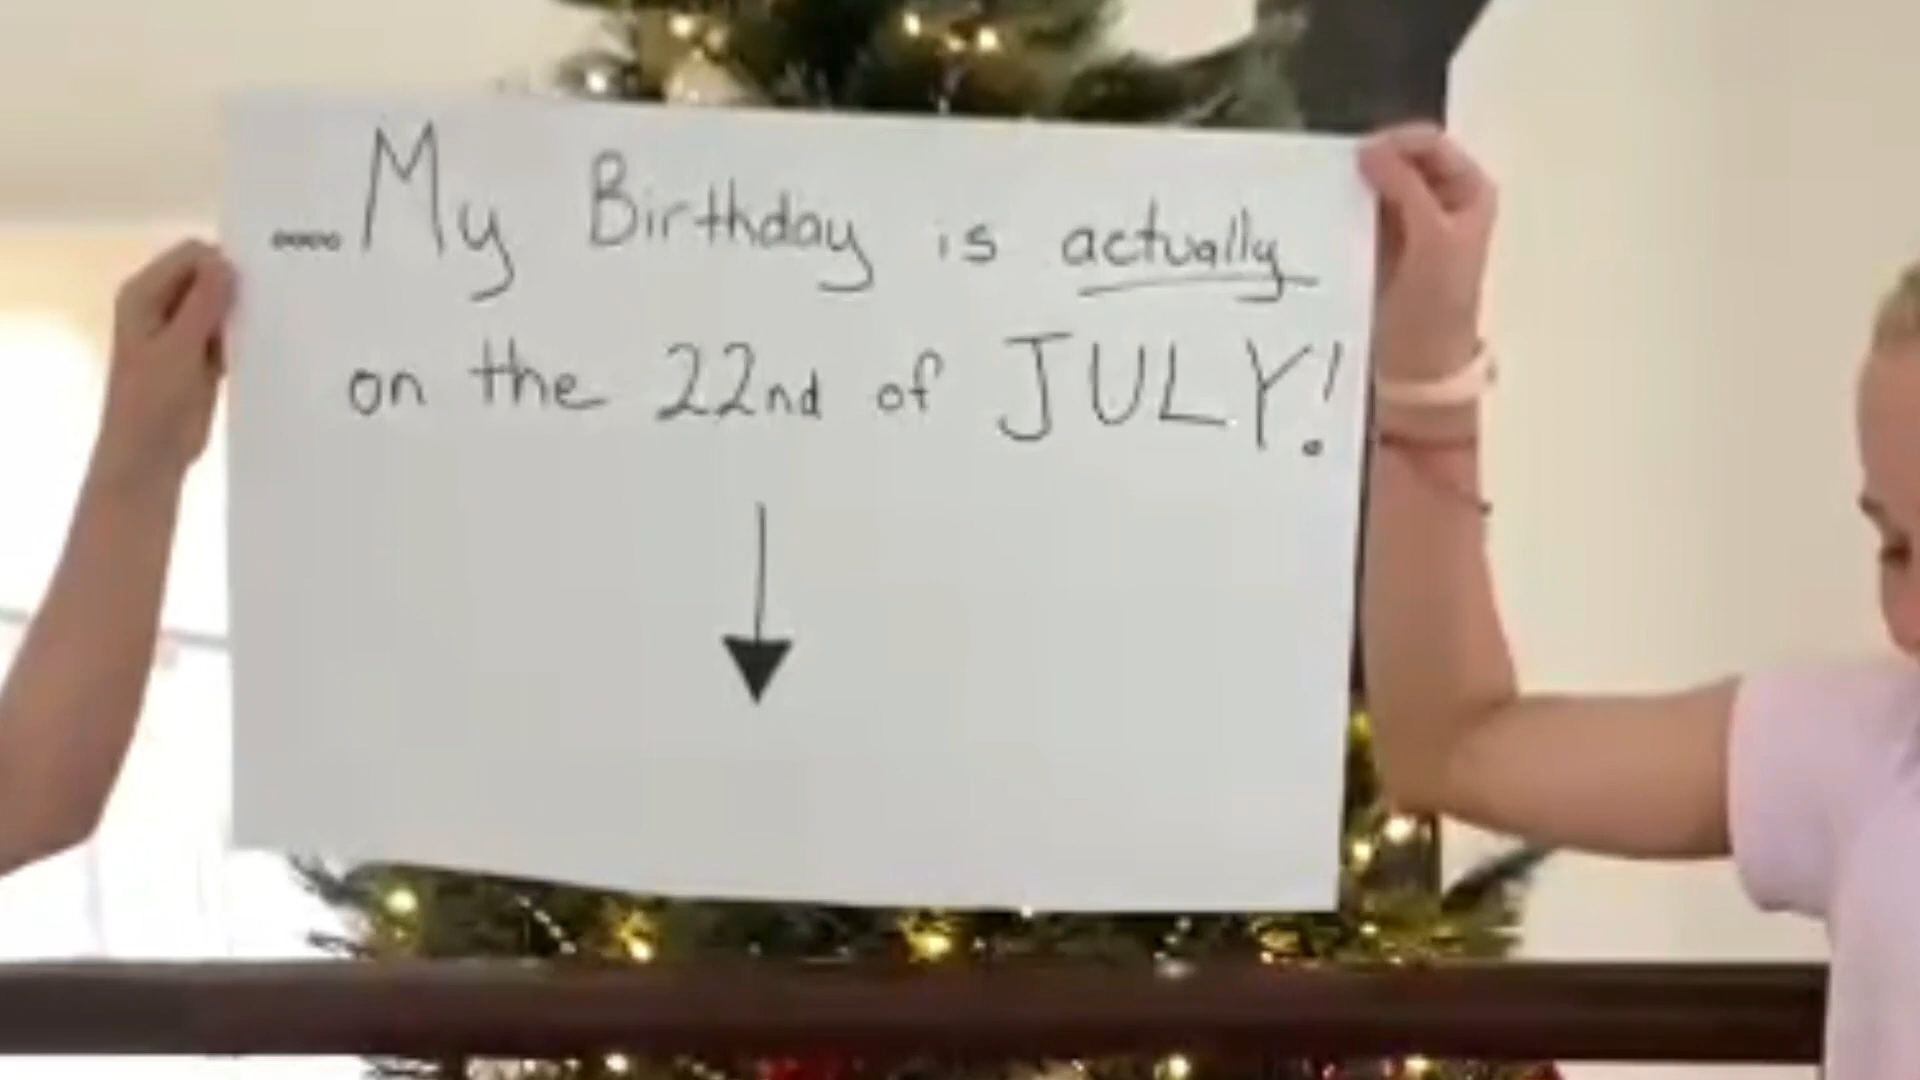 ....My Birthday is actually
on the 22nd of JULY!